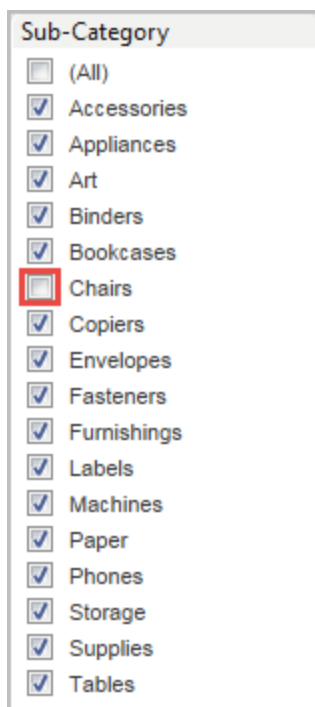 Sub-Category
(All)
Accessories
Appliances
Art
Binders
Bookcases
Chairs
Copiers
Envelopes
Fasteners
Furnishings
Labels
Machines
Paper
Phones
Storage
Supplies
Tables